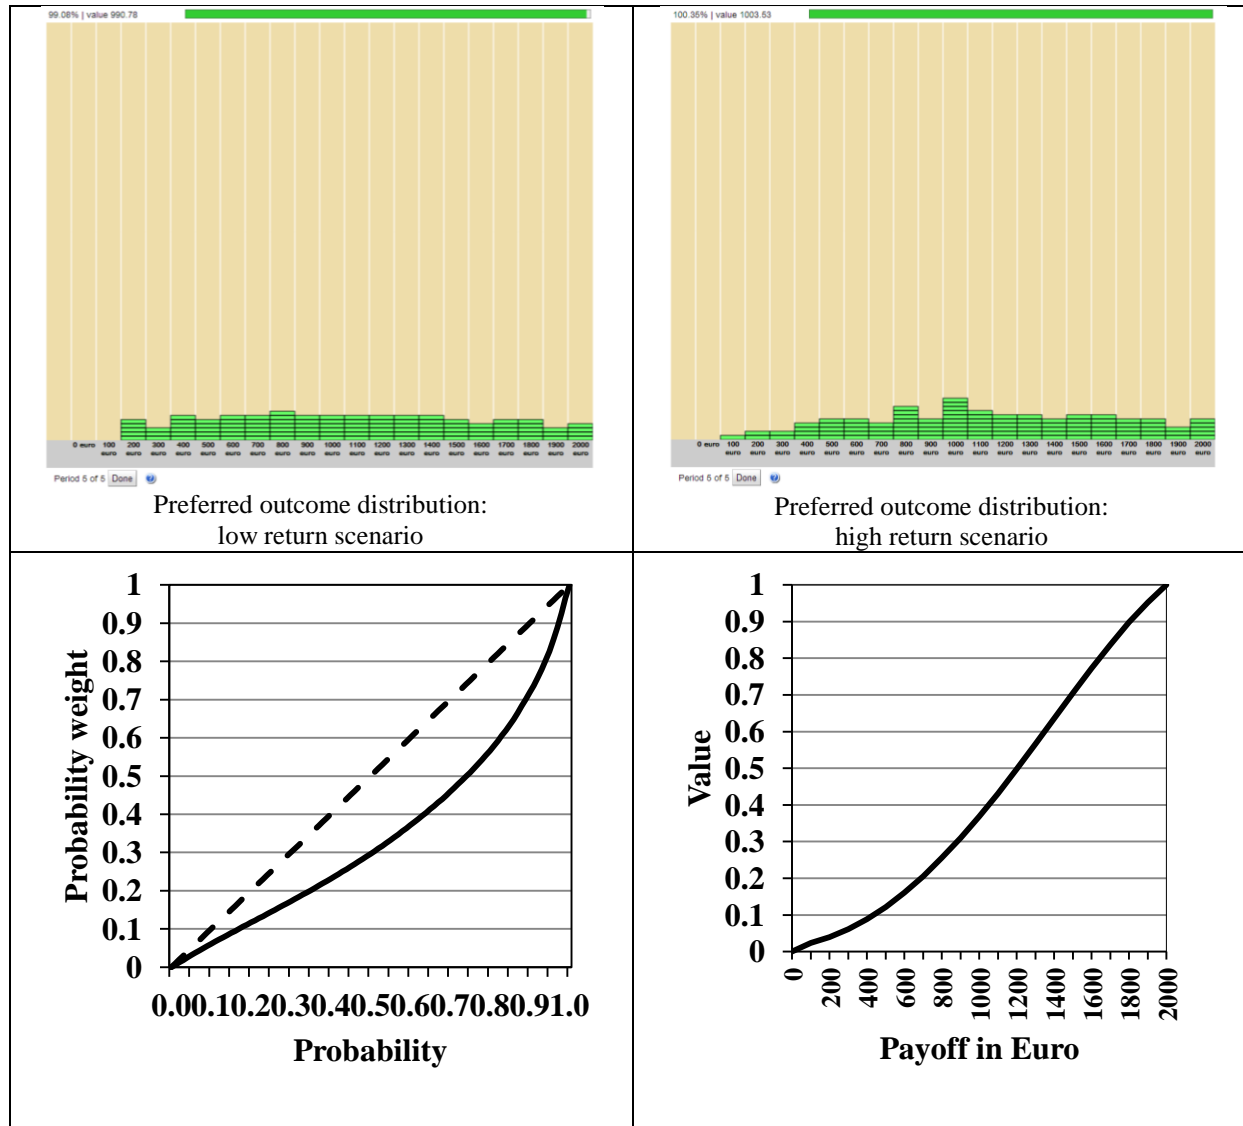 99.08% | value 990.78
0 euro 100 euro 200 euro 300 euro 400 euro 500 euro 600 euro 700 euro 800 euro 900 euro 1000 euro 1100 euro 1200 euro 1300 euro 1400 euro 1500 euro 1600 euro 1700 euro 1800 euro 1900 euro 2000 euro
Period 5 of 5 Done
Preferred outcome distribution:
low return scenario
100.35% | value 1003.53
0 euro 100 euro 200 euro 300 euro 400 euro 500 euro 600 euro 700 euro 800 euro 900 euro 1000 euro 1100 euro 1200 euro 1300 euro 1400 euro 1500 euro 1600 euro 1700 euro 1800 euro 1900 euro 2000 euro
Period 5 of 5 Done
Preferred outcome distribution:
high return scenario
Probability weight
1
0.9
0.8
0.7
0.6
0.5
0.4
0.3
0.2
0.1
0
0.00.10.20.30.40.50.60.70.80.91.0
Probability
Value
1
0.9
0.8
0.7
0.6
0.5
0.4
0.3
0.2
0.1
0
0 200 400 600 800 1000 1200 1400 1600 1800 2000
Payoff in Euro